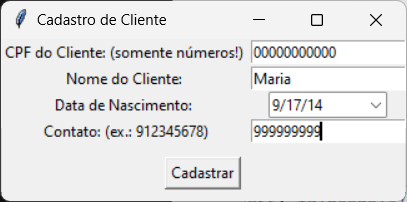 Cadastro de Cliente
CPF do Cliente: (somente números!) 00000000000
Nome do Cliente: Maria
Data de Nascimento: 9/17/14
Contato: (ex.: 912345678) 999999999
Cadastrar